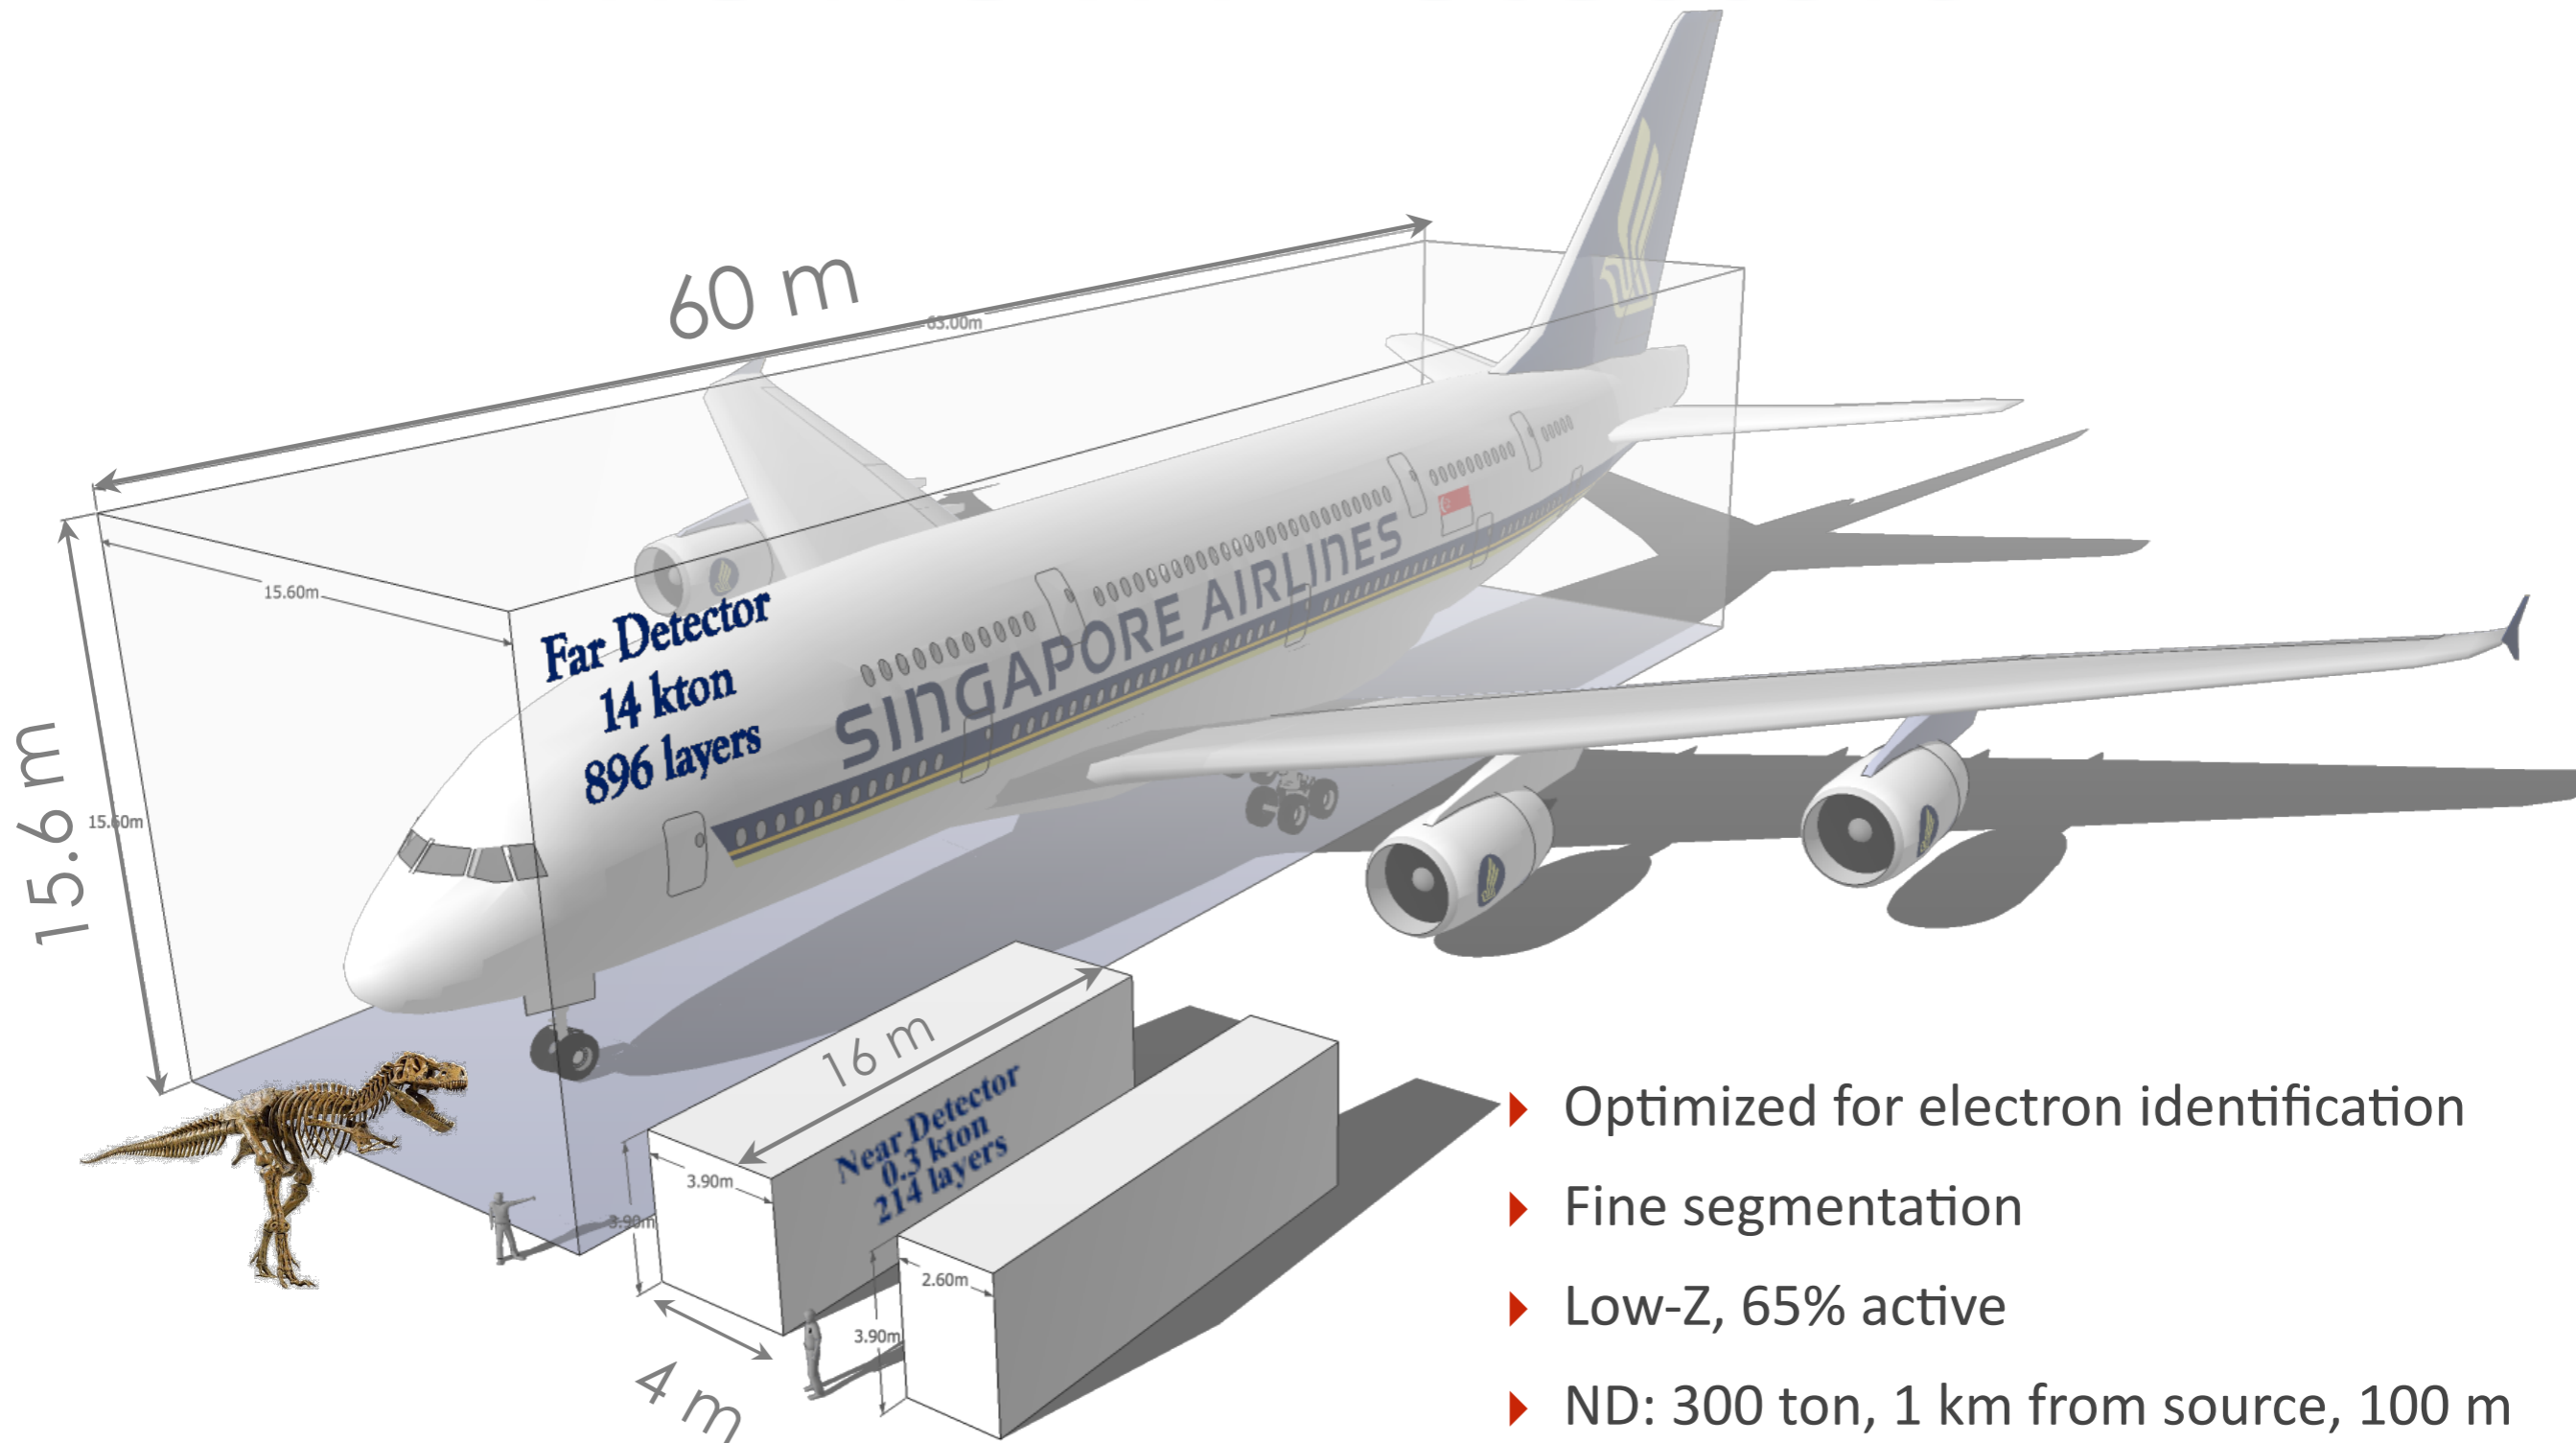 60 m
63.00m
15.60m
15.6 m
15.60m
Far Detector
14 kton
896 layers
SINGAPORE AIRLINES
16 m
Near Detector
0.3 kton
214 layers
3.90m
3.90m
4 m
2.60m
3.90m
Optimized for electron identification
Fine segmentation
Low-Z, 65% active
ND: 300 ton, 1 km from source, 100 m